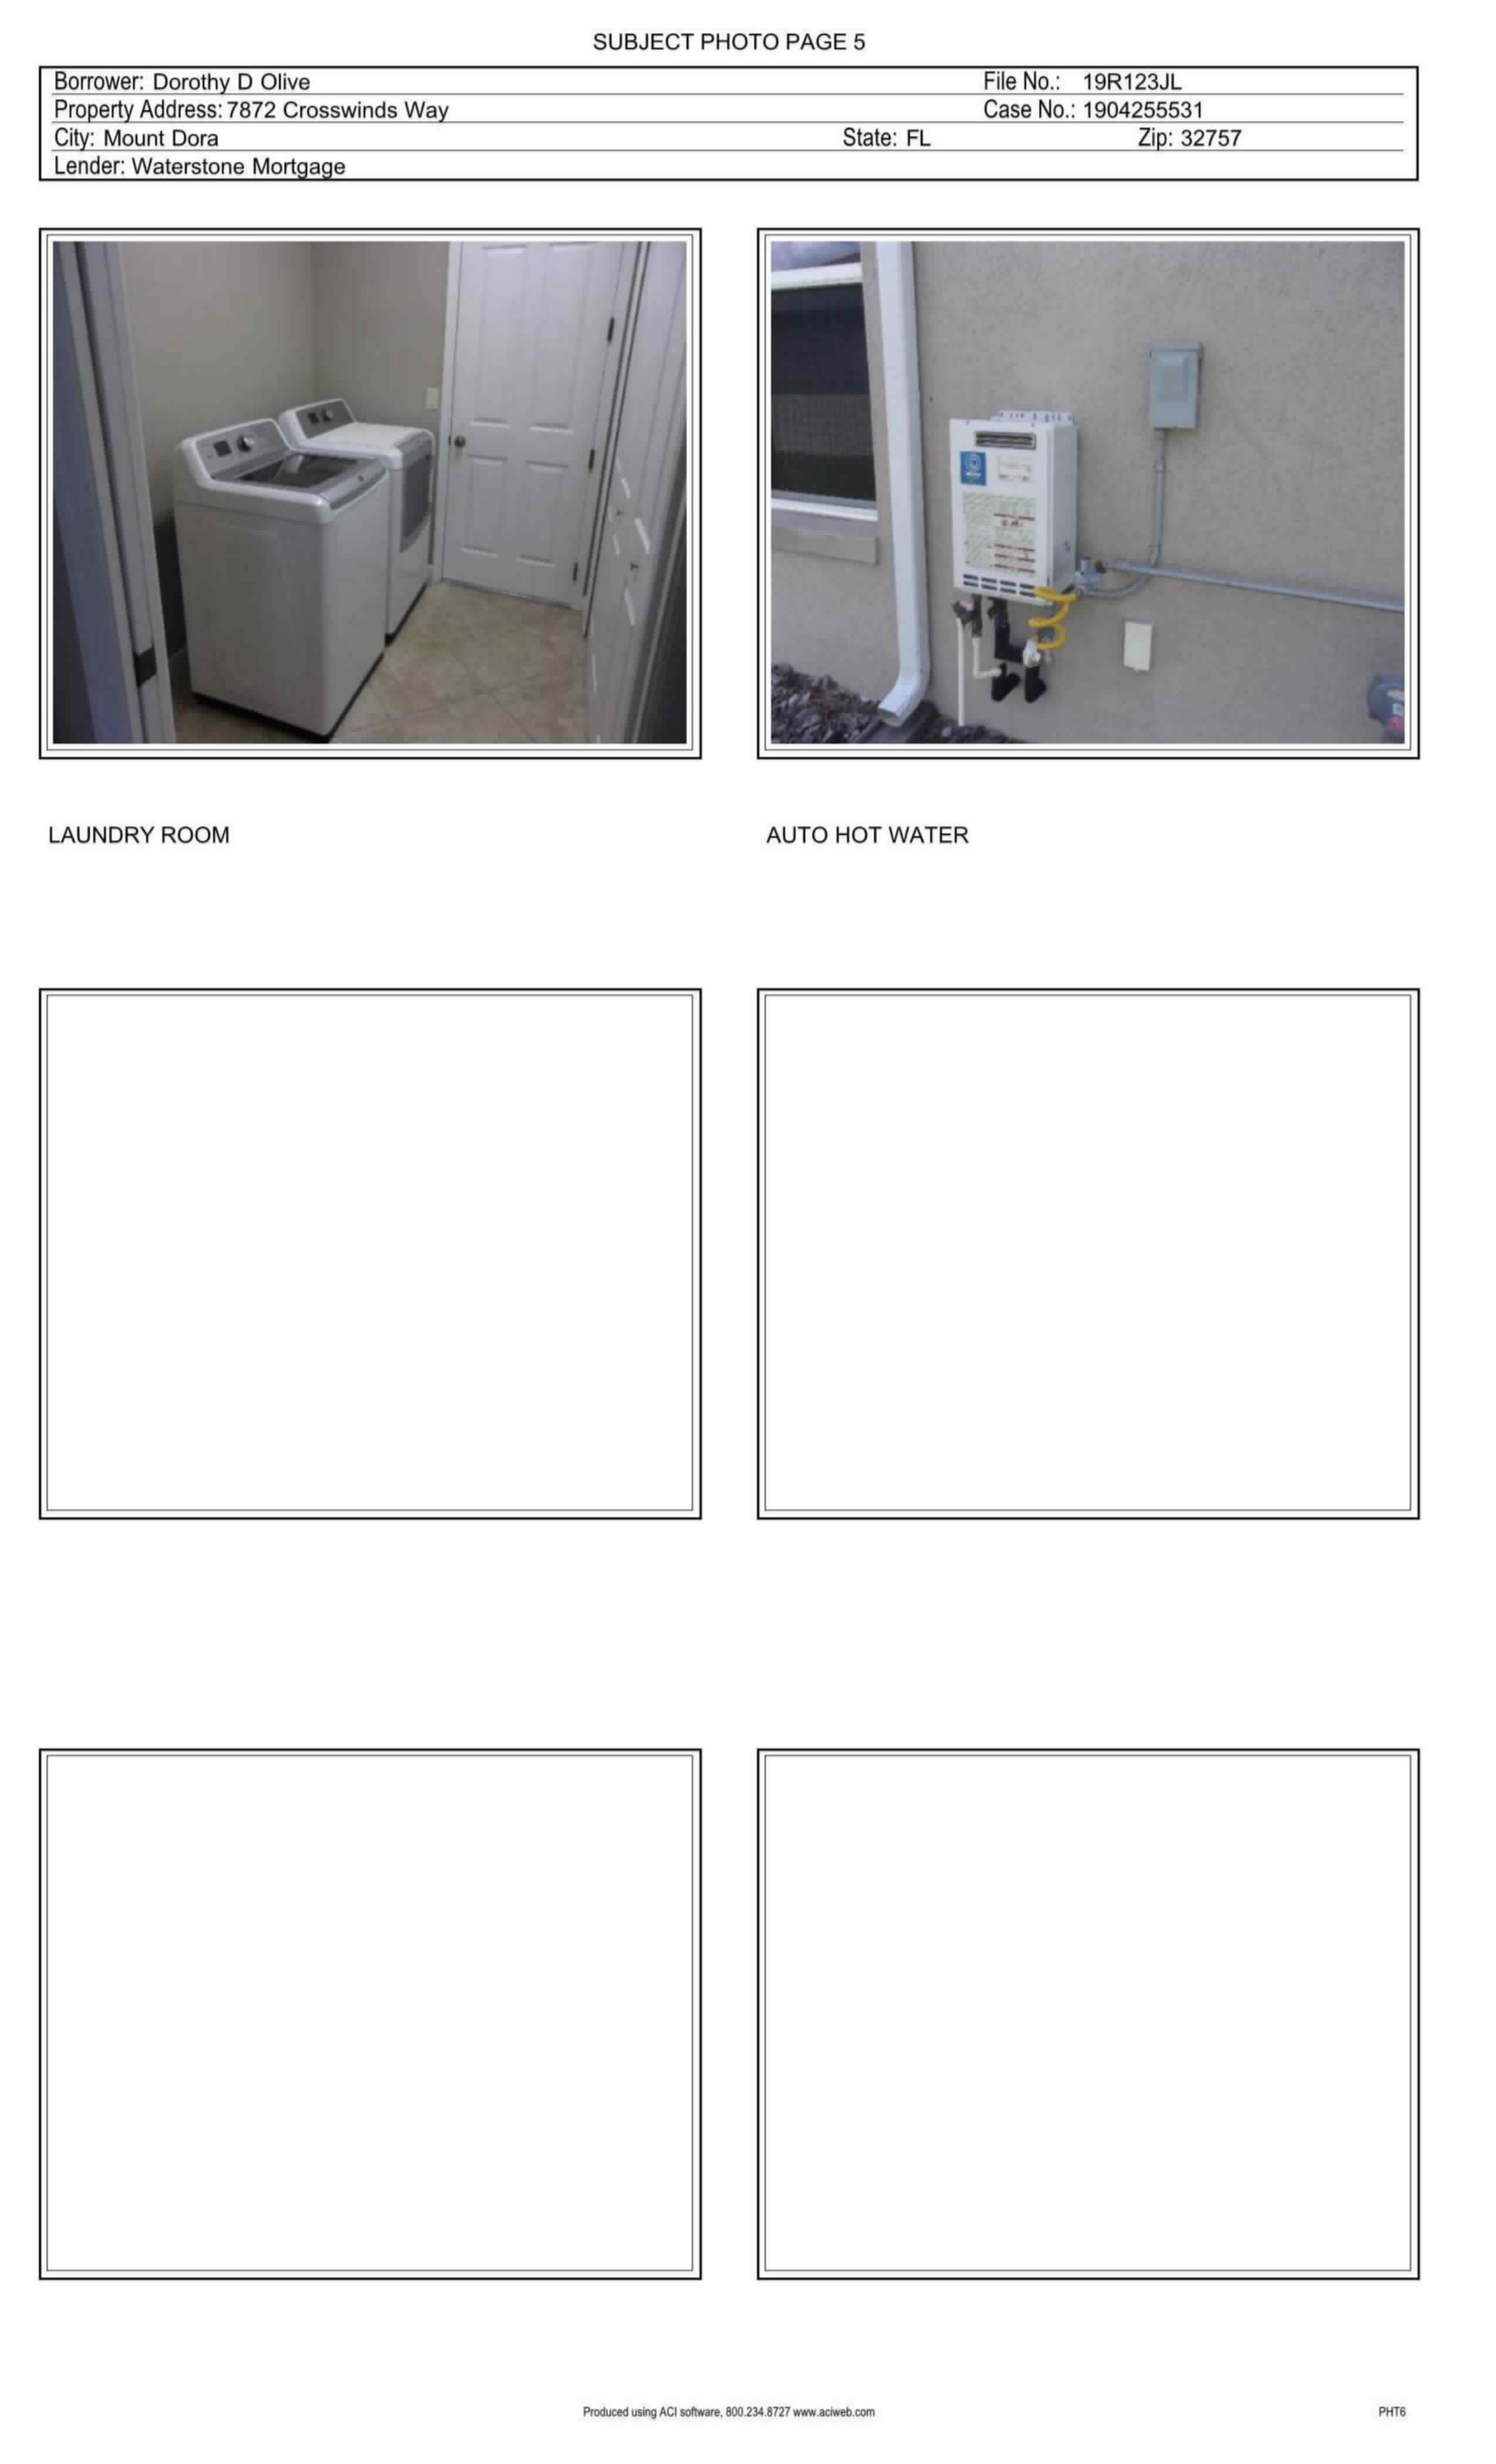 SUBJECT PHOTO PAGE 5
Borrower: Dorothy D Olive File No.: 19R123JL
Property Address: 7872 Crosswinds Way Case No.: 1904255531
City: Mount Dora State: FL Zip: 32757
Lender: Waterstone Mortgage
LAUNDRY ROOM AUTO HOT WATER
Produced using ACI software, 800.234.8727 www.aciweb.com PHT6